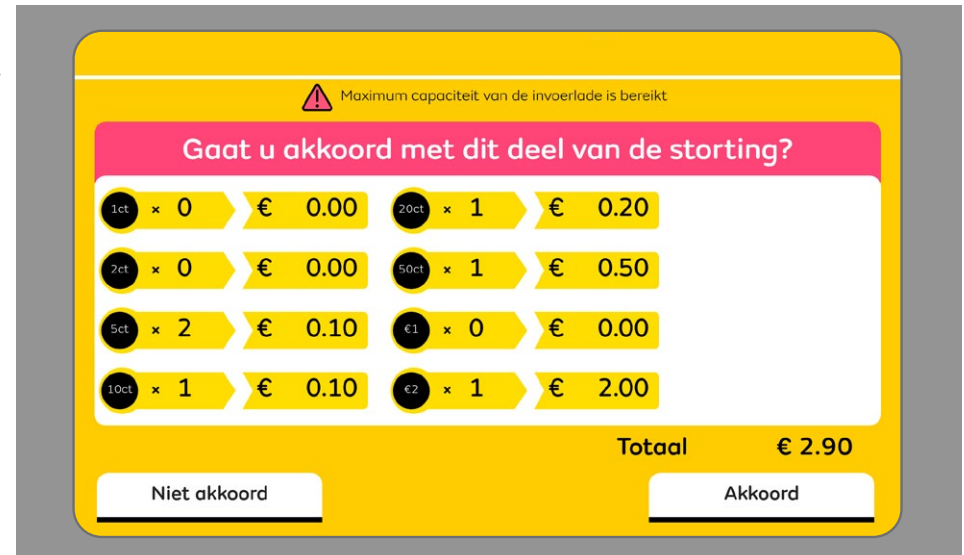 Maximum capaciteit van de invoerlade is bereikt
Gaat u akkoord met dit deel van de storting?
1ct × 0 € 0.00 20ct × 1 € 0.20
2ct × 0 € 0.00 50ct × 1 € 0.50
5ct × 2 € 0.10 €1 × 0 € 0.00
10ct × 1 € 0.10 €2 × 1 € 2.00
Totaal € 2.90
Niet akkoord Akkoord